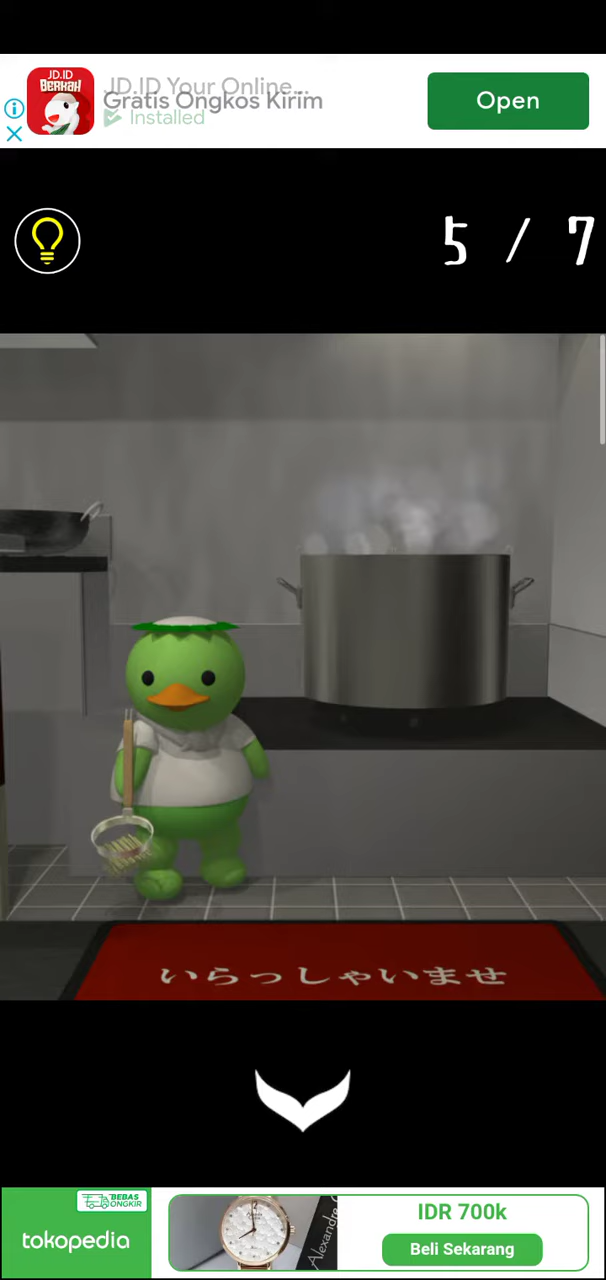 JD.ID
BERKAH
JD.ID Your Online...
Gratis Ongkos Kirim
Installed
Open
5 / 7
いらっしゃいませ
BEBAS
ONGKIR
tokopedia
IDR 700k
Beli Sekarang